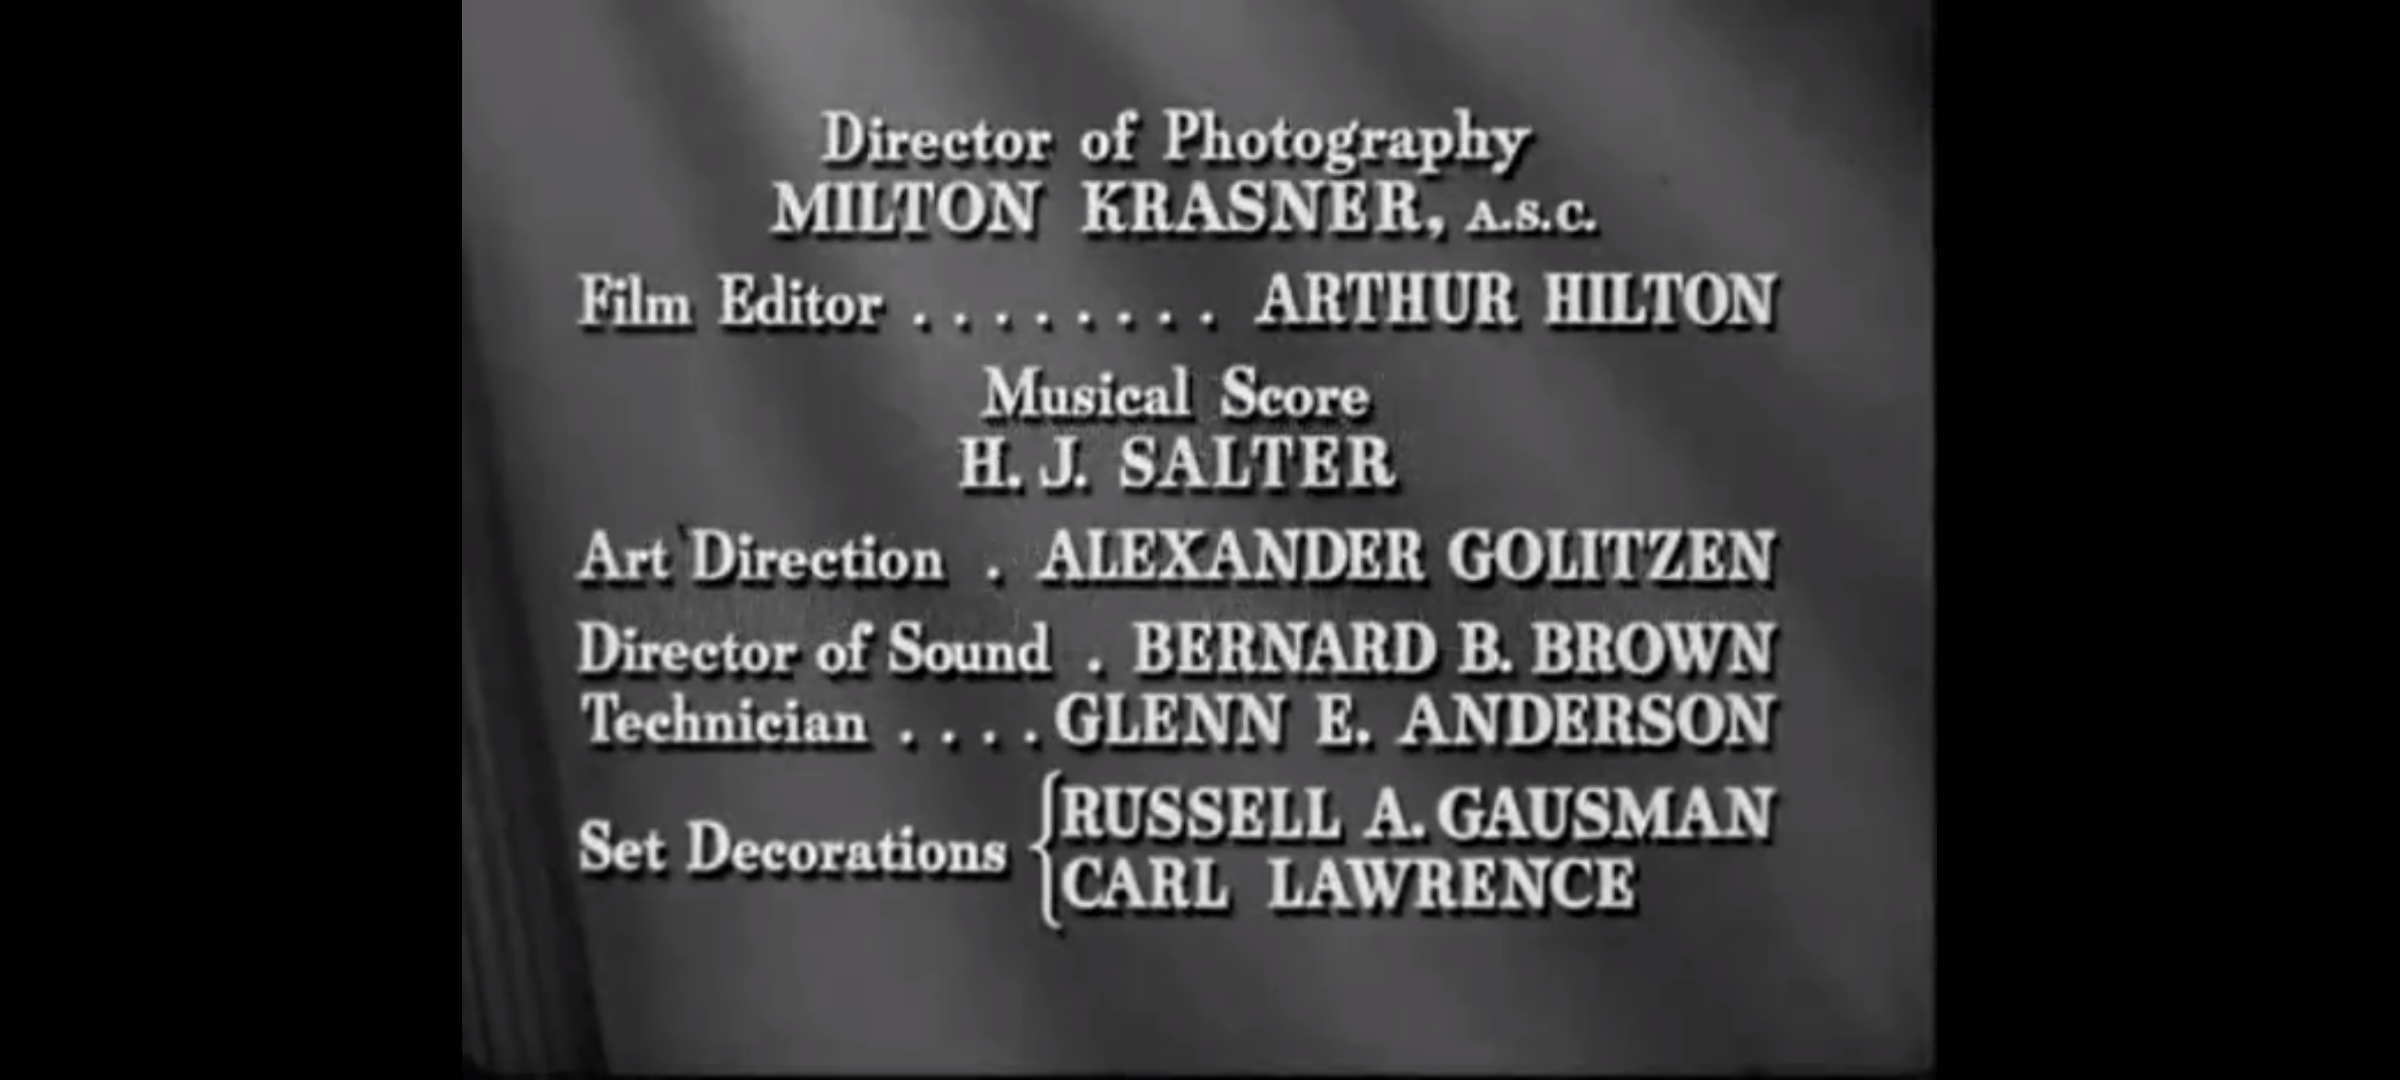 Director of Photography
MILTON KRASNER, A.S.C.
Film Editor ........ ARTHUR HILTON
Musical Score
H. J. SALTER
Art Direction . ALEXANDER GOLITZEN
Director of Sound . BERNARD B. BROWN
Technician .... GLENN E. ANDERSON
Set Decorations { RUSSELL A. GAUSMAN
CARL LAWRENCE